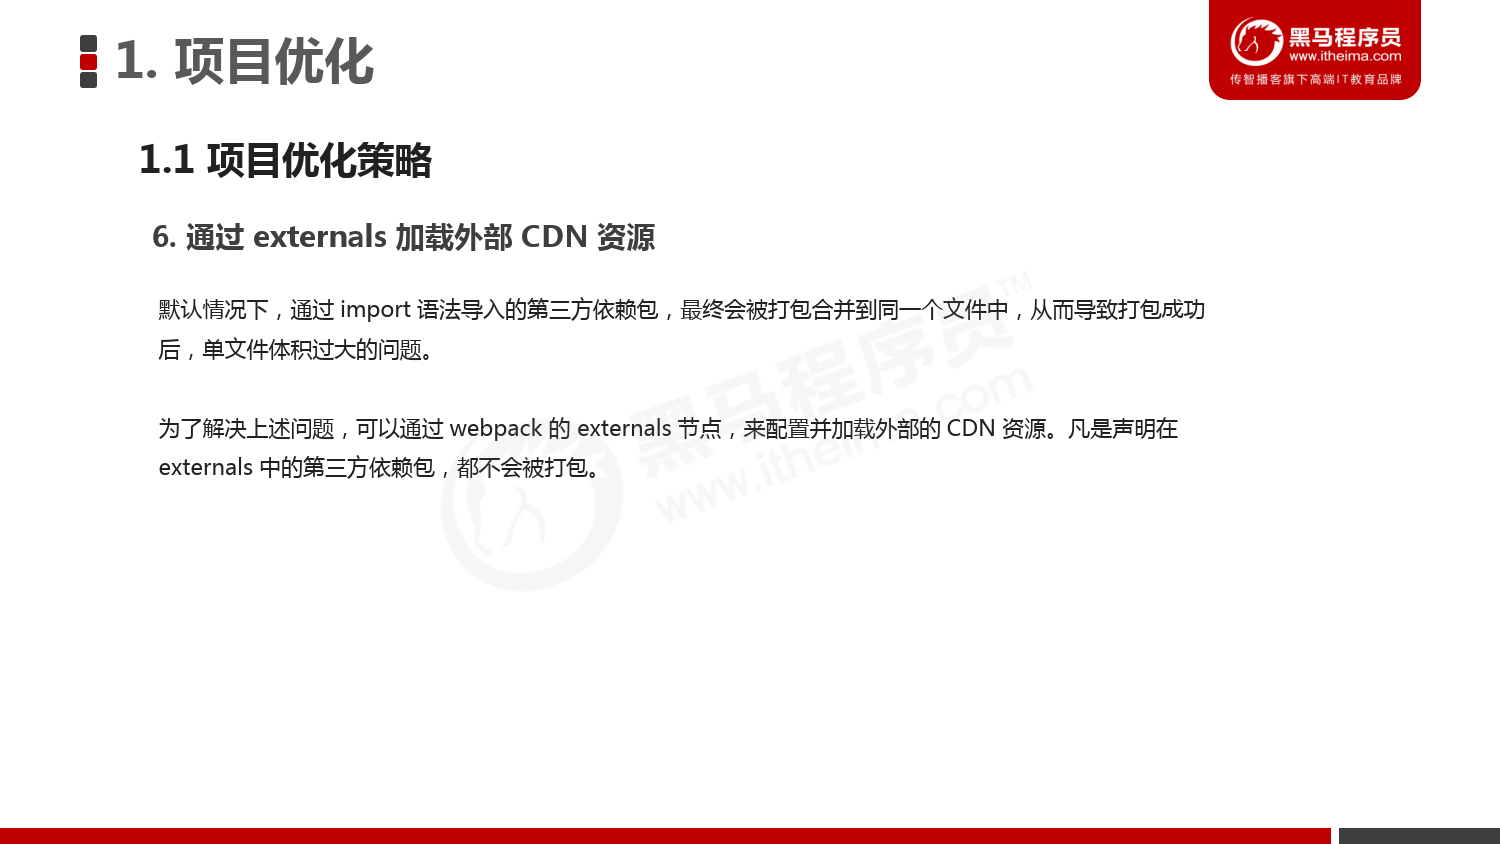 1. 项目优化
黑马程序员
www.itheima.com
传智播客旗下高端IT教育品牌
1.1 项目优化策略
6. 通过 externals 加载外部 CDN 资源
默认情况下，通过 import 语法导入的第三方依赖包，最终会被打包合并到同一个文件中，从而导致打包成功
后，单文件体积过大的问题。
为了解决上述问题，可以通过 webpack 的 externals 节点，来配置并加载外部的 CDN 资源。凡是声明在
externals 中的第三方依赖包，都不会被打包。
黑马程序员™
www.itheima.com